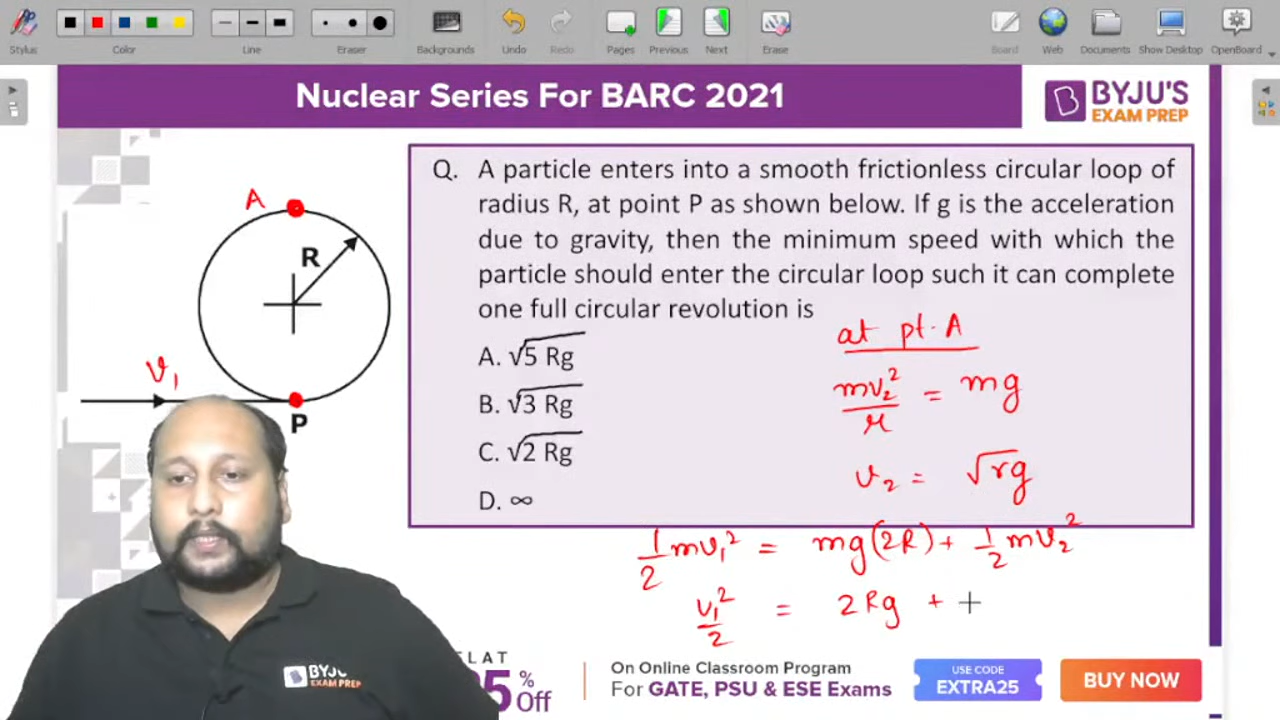 Stylus
Color
Line
Eraser
Backgrounds
Undo
Redo
Pages
Previous
Next
Erase
Board
Web
Documents
Show Desktop
OpenBoard
Nuclear Series For BARC 2021
BYJU'S
EXAM PREP
Q. A particle enters into a smooth frictionless circular loop of
radius R, at point P as shown below. If g is the acceleration
due to gravity, then the minimum speed with which the
particle should enter the circular loop such it can complete
one full circular revolution is
A. √5 Rg
B. √3 Rg
C. √2 Rg
D. ∞
A
R
v₁
P
at pt. A
mv₂²/r = mg
v₂ = √rg
1/2 mv₁² = mg(2R) + 1/2 mv₂²
v₁²/2 = 2Rg +
BYJU
EXAM PREP
LAT
5% Off
On Online Classroom Program
For GATE, PSU & ESE Exams
USE CODE
EXTRA25
BUY NOW